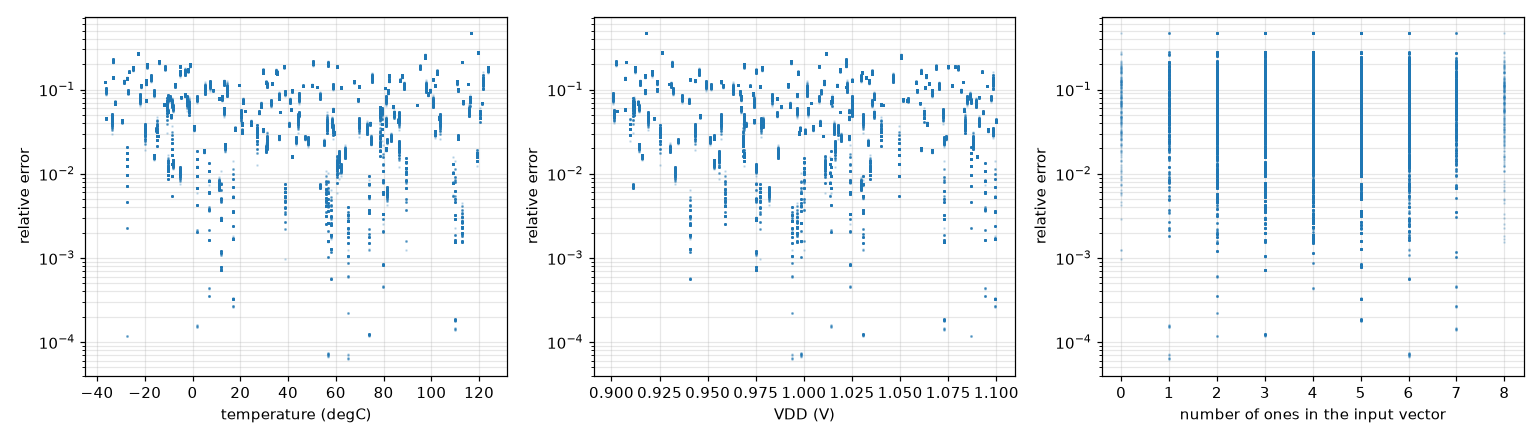 relative error
10⁻¹
10⁻²
10⁻³
10⁻⁴
−40 −20 0 20 40 60 80 100 120
temperature (degC)
relative error
10⁻¹
10⁻²
10⁻³
10⁻⁴
0.900 0.925 0.950 0.975 1.000 1.025 1.050 1.075 1.100
VDD (V)
relative error
10⁻¹
10⁻²
10⁻³
10⁻⁴
0 1 2 3 4 5 6 7 8
number of ones in the input vector